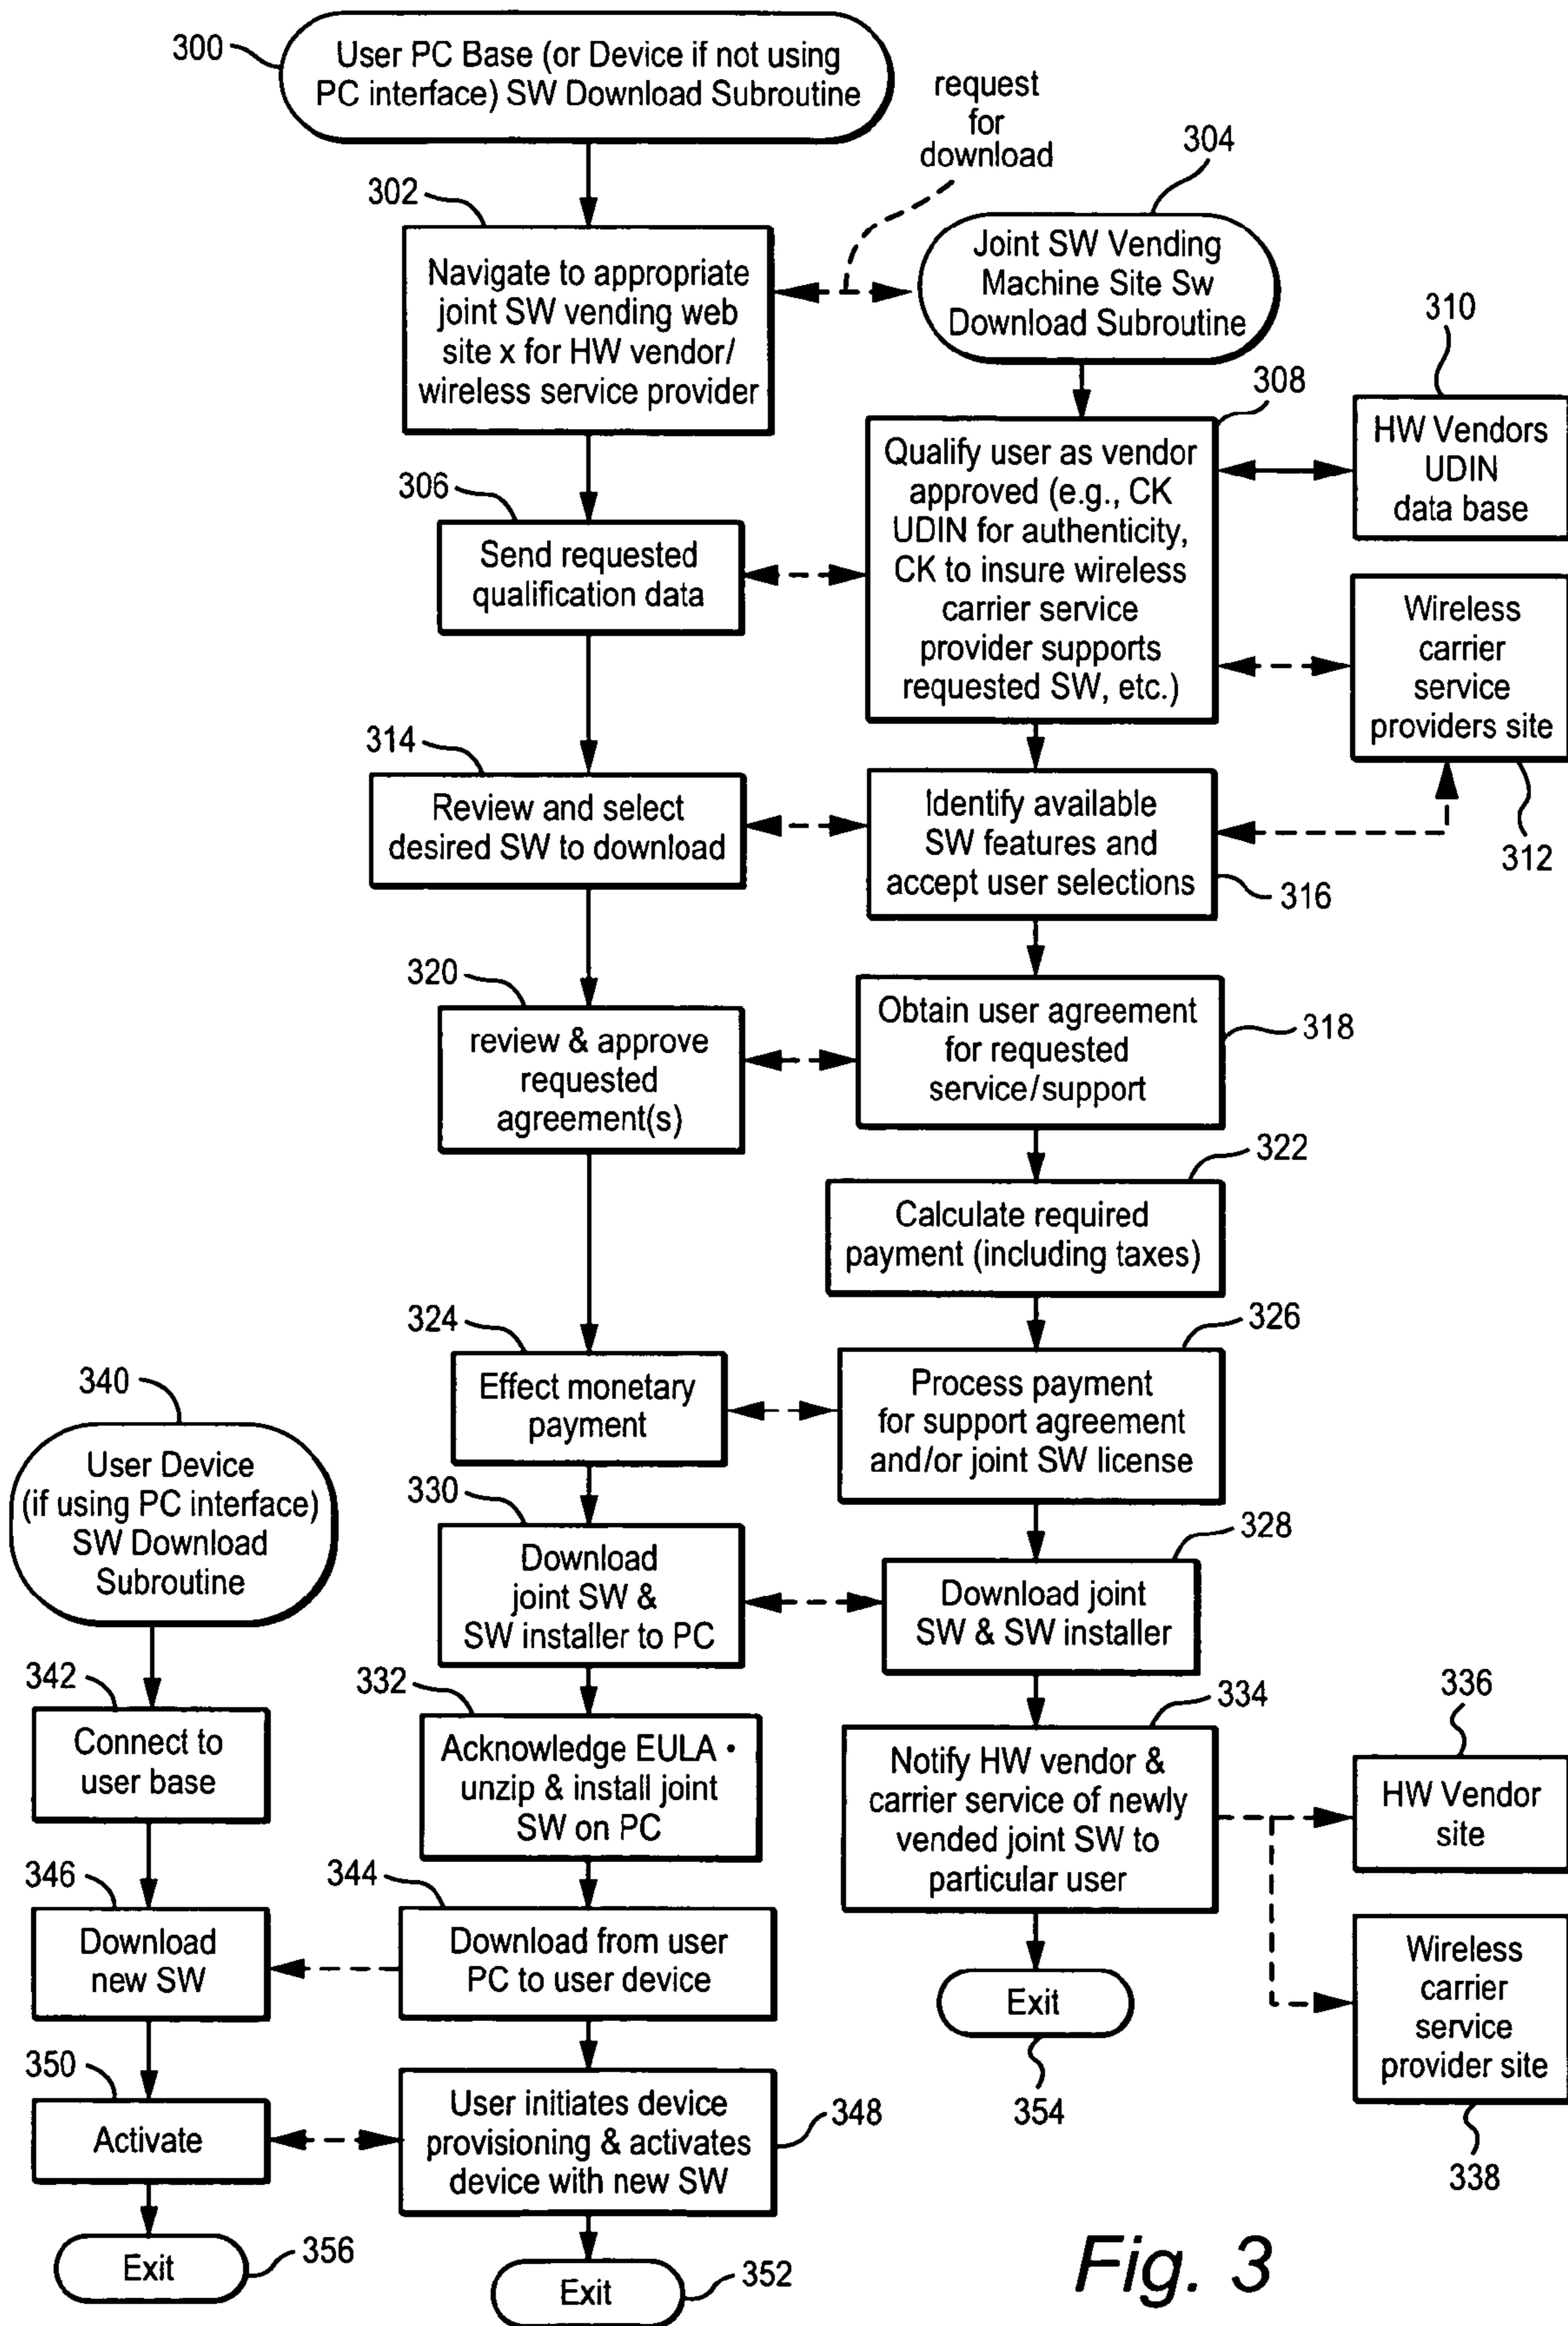 300
User PC Base (or Device if not using
PC interface) SW Download Subroutine
request
for
download
302
Navigate to appropriate
joint SW vending web
site x for HW vendor/
wireless service provider
304
Joint SW Vending
Machine Site Sw
Download Subroutine
306
Send requested
qualification data
308
Qualify user as vendor
approved (e.g., CK
UDIN for authenticity,
CK to insure wireless
carrier service
provider supports
requested SW, etc.)
310
HW Vendors
UDIN
data base
Wireless
carrier
service
providers site
312
314
Review and select
desired SW to download
Identify available
SW features and
accept user selections
316
320
review & approve
requested
agreement(s)
Obtain user agreement
for requested
service/support
318
322
Calculate required
payment (including taxes)
324
Effect monetary
payment
326
Process payment
for support agreement
and/or joint SW license
340
User Device
(if using PC interface)
SW Download
Subroutine
330
Download
joint SW &
SW installer to PC
328
Download joint
SW & SW installer
342
Connect to
user base
332
Acknowledge EULA •
unzip & install joint
SW on PC
334
Notify HW vendor &
carrier service of newly
vended joint SW to
particular user
336
HW Vendor
site
346
Download
new SW
344
Download from user
PC to user device
Exit
354
Wireless
carrier
service
provider site
338
350
Activate
User initiates device
provisioning & activates
device with new SW
348
Exit
356
Exit
352
Fig. 3